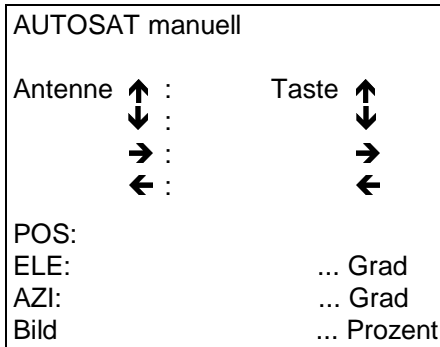 AUTOSAT manuell
Antenne ↑ : Taste ↑
↓ : ↓
→ : →
← : ←
POS:
ELE: ... Grad
AZI: ... Grad
Bild ... Prozent